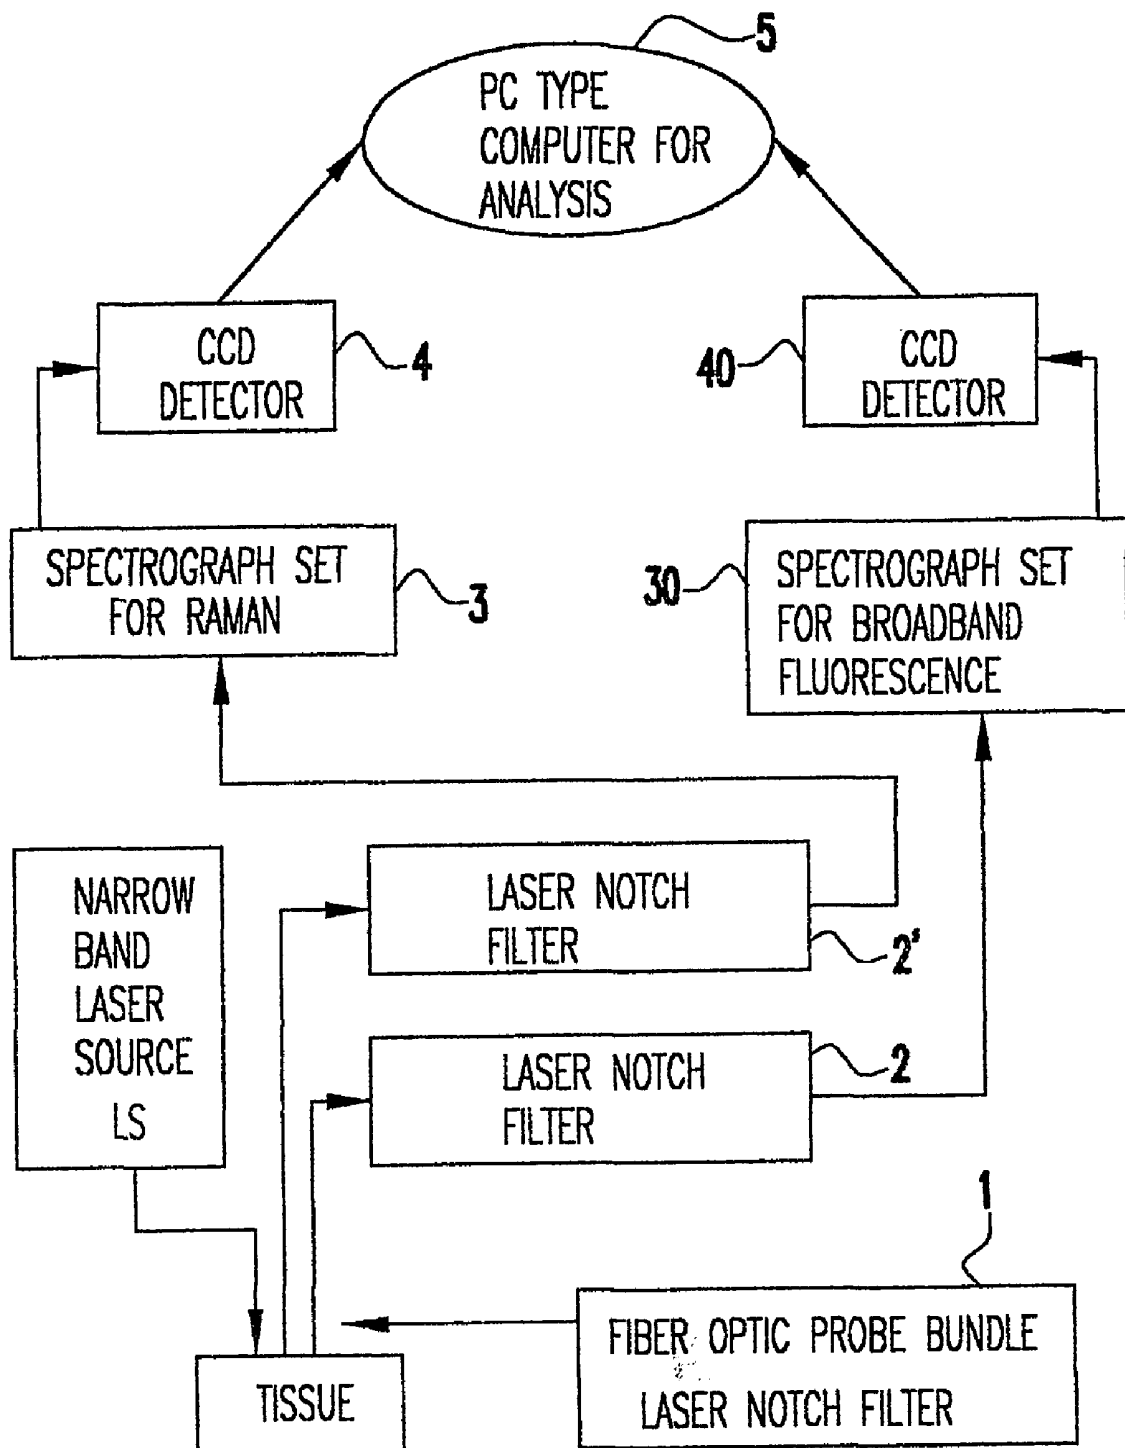 5
PC TYPE
COMPUTER FOR
ANALYSIS
CCD
DETECTOR
4
40
CCD
DETECTOR
SPECTROGRAPH SET
FOR RAMAN
3
30
SPECTROGRAPH SET
FOR BROADBAND
FLUORESCENCE
NARROW
BAND
LASER
SOURCE
LS
LASER NOTCH
FILTER
2'
LASER NOTCH
FILTER
2
1
FIBER OPTIC PROBE BUNDLE
LASER NOTCH FILTER
TISSUE